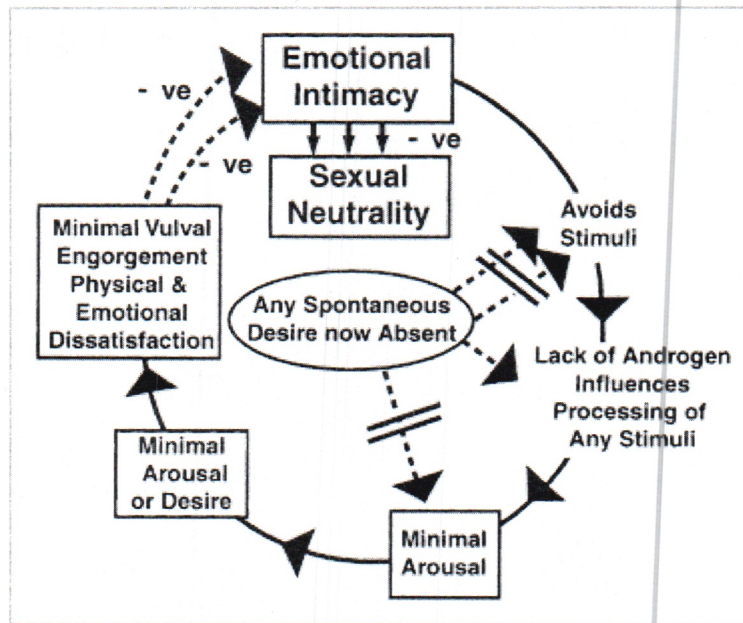 Emotional
Intimacy
- ve
- ve
- ve
Sexual
Neutrality
Avoids
Stimuli
Minimal Vulval
Engorgement
Physical &
Emotional
Dissatisfaction
Any Spontaneous
Desire now Absent
Lack of Androgen
Influences
Processing of
Any Stimuli
Minimal
Arousal
or Desire
Minimal
Arousal